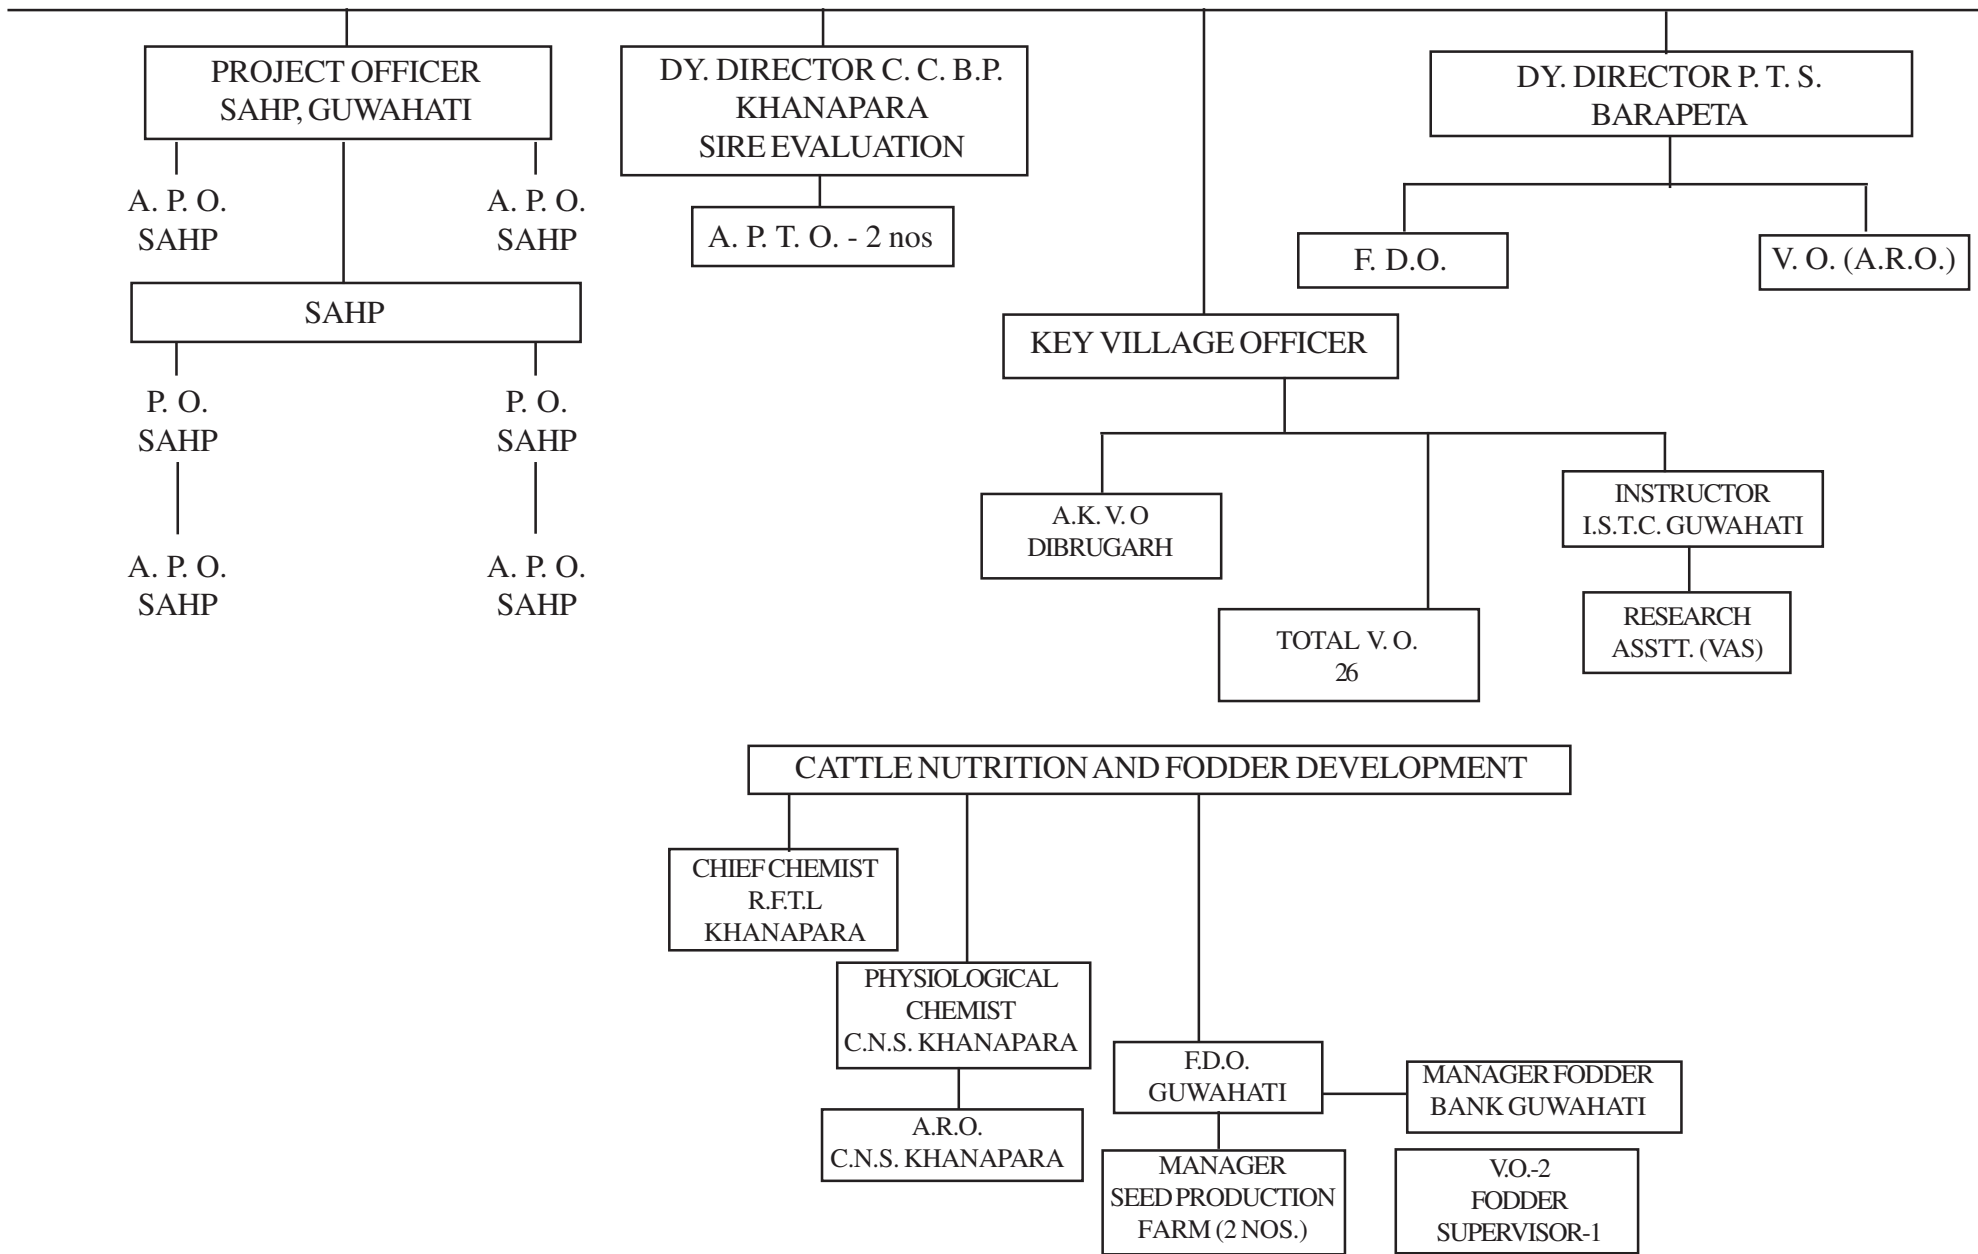 PROJECT OFFICER
SAHP, GUWAHATI
A. P. O.
SAHP
A. P. O.
SAHP
SAHP
P. O.
SAHP
P. O.
SAHP
A. P. O.
SAHP
A. P. O.
SAHP
DY. DIRECTOR C. C. B.P.
KHANAPARA
SIRE EVALUATION
A. P. T. O. - 2 nos
DY. DIRECTOR P. T. S.
BARAPETA
F. D.O.
V. O. (A.R.O.)
KEY VILLAGE OFFICER
A.K. V. O
DIBRUGARH
TOTAL V. O.
26
INSTRUCTOR
I.S.T.C. GUWAHATI
RESEARCH
ASSTT. (VAS)
CATTLE NUTRITION AND FODDER DEVELOPMENT
CHIEF CHEMIST
R.F.T.L
KHANAPARA
PHYSIOLOGICAL
CHEMIST
C.N.S. KHANAPARA
A.R.O.
C.N.S. KHANAPARA
F.D.O.
GUWAHATI
MANAGER
SEED PRODUCTION
FARM (2 NOS.)
MANAGER FODDER
BANK GUWAHATI
V.O.-2
FODDER
SUPERVISOR-1